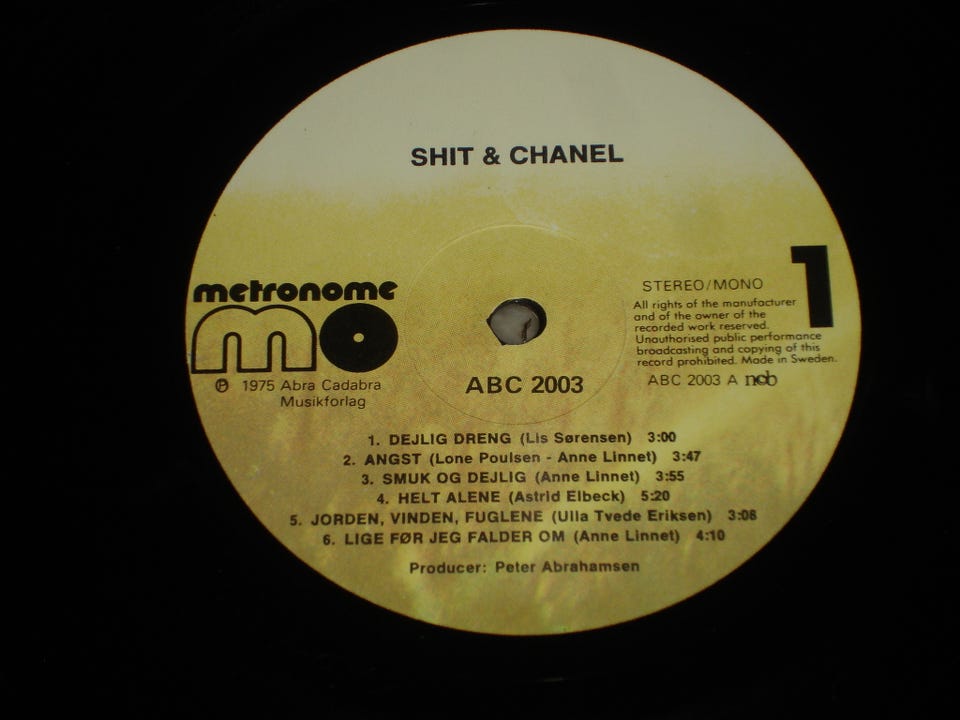 SHIT & CHANEL
metronome
mo
℗ 1975 Abra Cadabra
Musikforlag
ABC 2003
1
STEREO/MONO
All rights of the manufacturer
and of the owner of the
recorded work reserved.
Unauthorised public performance
broadcasting and copying of this
record prohibited. Made in Sweden.
ABC 2003 A ncb
1. DEJLIG DRENG (Lis Sørensen) 3:00
2. ANGST (Lone Poulsen - Anne Linnet) 3:47
3. SMUK OG DEJLIG (Anne Linnet) 3:55
4. HELT ALENE (Astrid Elbeck) 5:20
5. JORDEN, VINDEN, FUGLENE (Ulla Tvede Eriksen) 3:08
6. LIGE FØR JEG FALDER OM (Anne Linnet) 4:10
Producer: Peter Abrahamsen